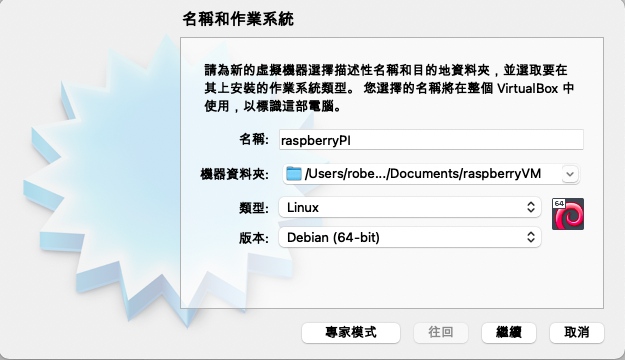 名稱和作業系統
請為新的虛擬機器選擇描述性名稱和目的地資料夾，並選取要在
其上安裝的作業系統類型。 您選擇的名稱將在整個 VirtualBox 中
使用，以標識這部電腦。
名稱: raspberryPI
機器資料夾: /Users/robe.../Documents/raspberryVM
類型: Linux
64
版本: Debian (64-bit)
專家模式 往回 繼續 取消